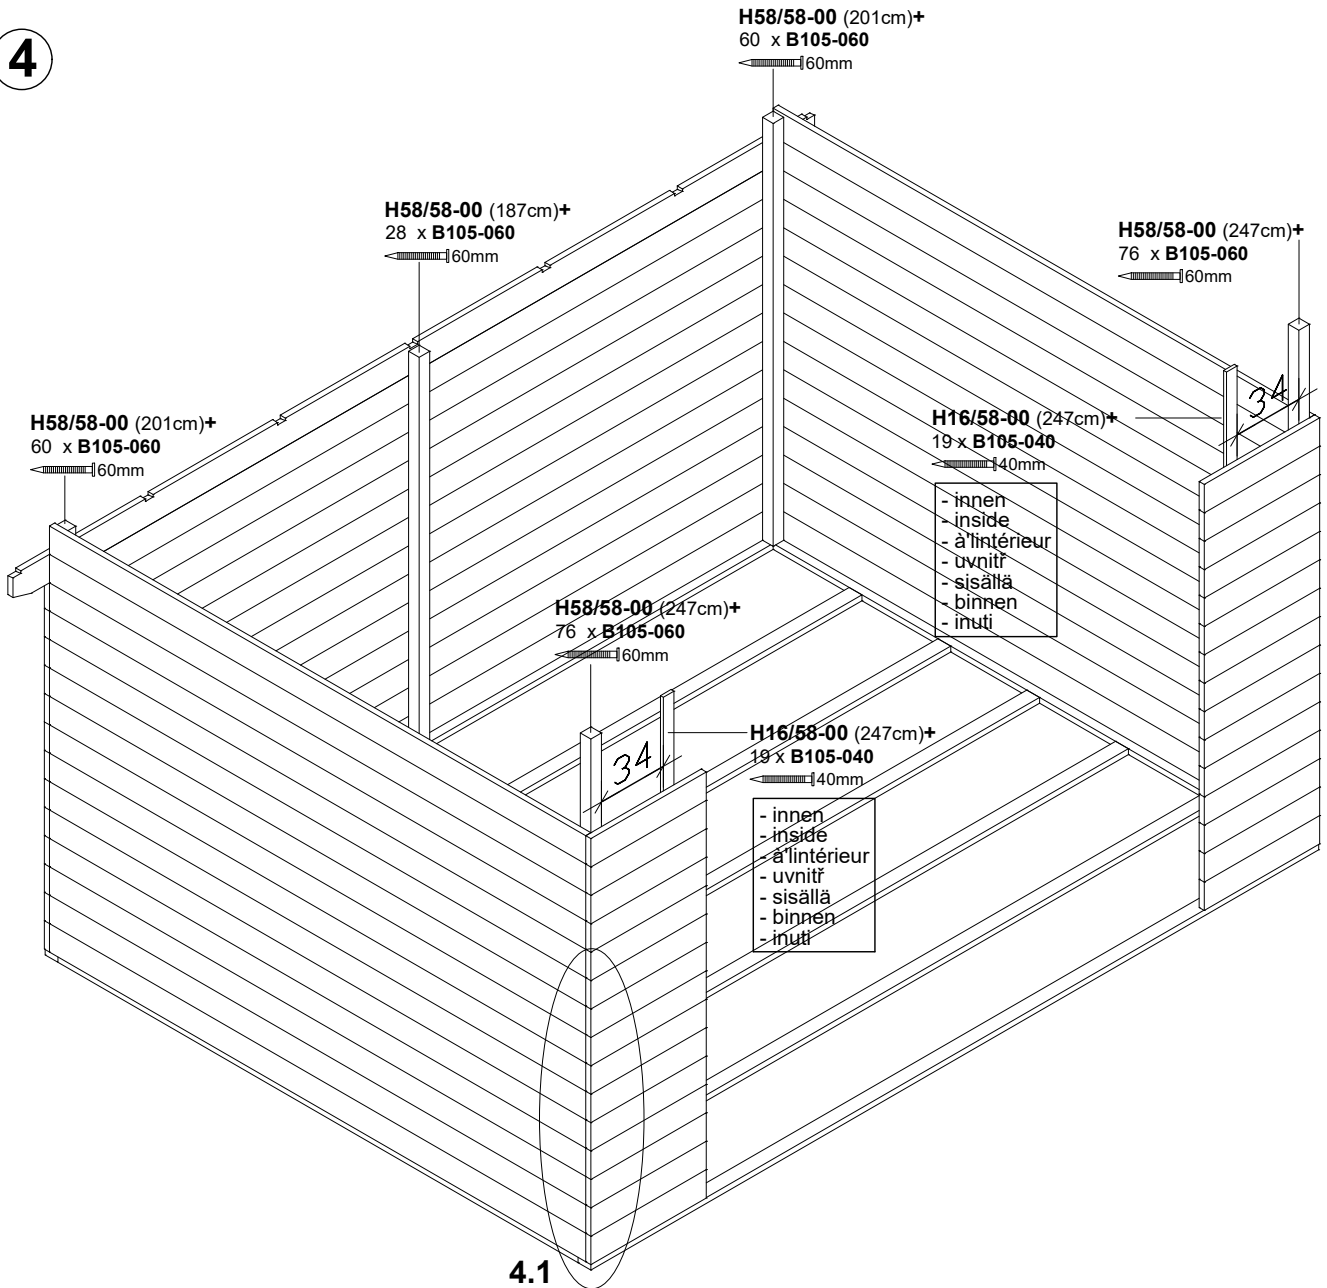 4
H58/58-00 (201cm)+
60 x B105-060
60mm
H58/58-00 (187cm)+
28 x B105-060
60mm
H58/58-00 (247cm)+
76 x B105-060
60mm
H58/58-00 (201cm)+
60 x B105-060
60mm
34
H16/58-00 (247cm)+
19 x B105-040
40mm
- innen
- inside
- à'lintérieur
- uvnitř
- sisällä
- binnen
- inuti
H58/58-00 (247cm)+
76 x B105-060
60mm
34
H16/58-00 (247cm)+
19 x B105-040
40mm
- innen
- inside
- à'lintérieur
- uvnitř
- sisällä
- binnen
- inuti
4.1